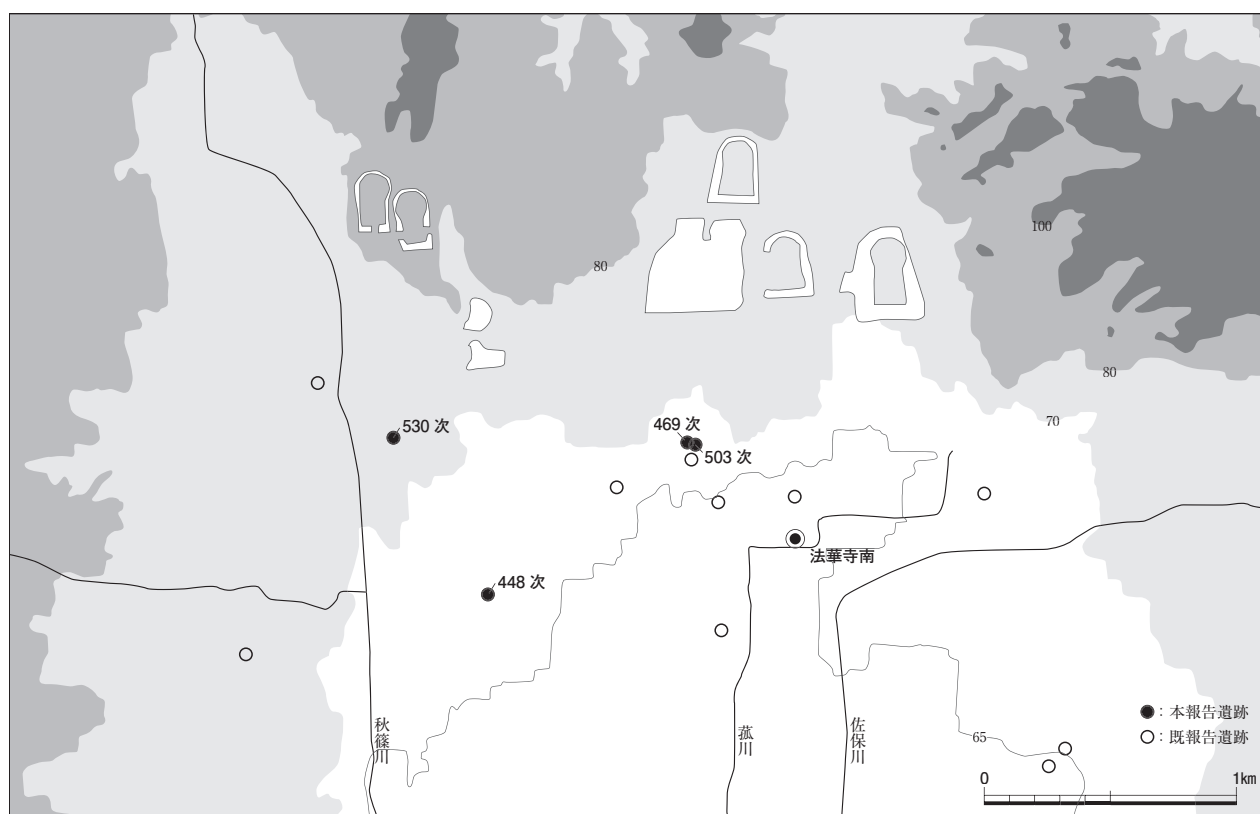 100
80
80
70
530 次
469 次
503 次
法華寺南
448 次
秋篠川
菰川
佐保川
65
●：本報告遺跡
○：既報告遺跡
0 1km